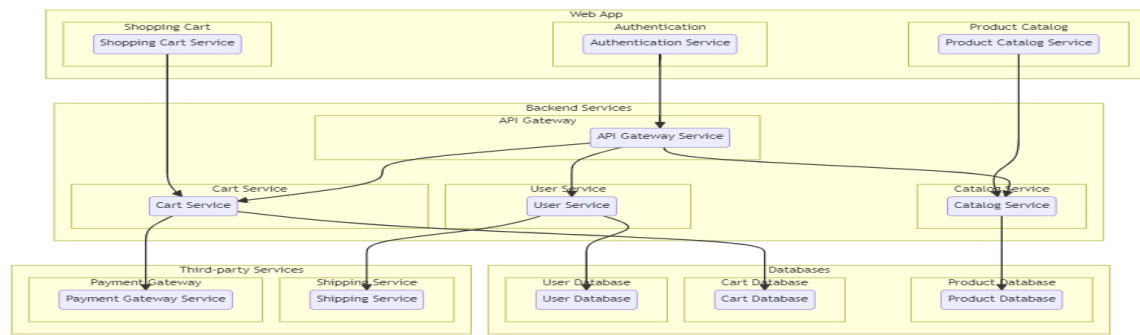 Web App
Shopping Cart
Authentication
Product Catalog
Shopping Cart Service
Authentication Service
Product Catalog Service
Backend Services
API Gateway
API Gateway Service
Cart Service
User Service
Catalog Service
Cart Service
User Service
Catalog Service
Third-party Services
Databases
Payment Gateway
Shipping Service
User Database
Cart Database
Product Database
Payment Gateway Service
Shipping Service
User Database
Cart Database
Product Database